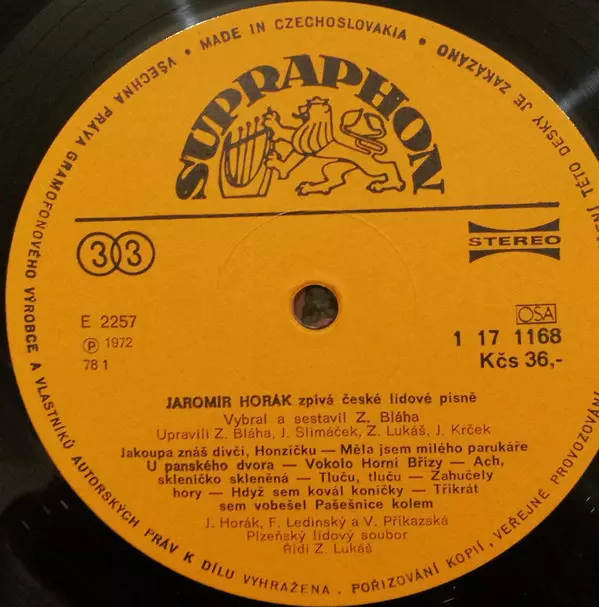 MADE IN CZECHOSLOVAKIA •
VŠECHNA PRÁVA GRAMOFONOVÉHO VÝROBCE A VLASTNÍKŮ AUTORSKÝCH PRÁV K DÍLU VYHRAŽENA. POŘIZOVÁNÍ KOPIÍ, VEŘEJNÉ PROVOZOVÁNÍ
TÉTO DESKY JE ZAKÁZÁNO •
SUPRAPHON
33
STEREO
E 2257
Ⓟ 1972
78 1
OSA
1 17 1168
Kčs 36,-
JAROMÍR HORÁK zpívá české lidové písně
Vybral a sestavil Z. Bláha
Upravili Z. Bláha, J. Slimáček, Z. Lukáš, J. Krček
Jakoupa znáš divčí, Honzíčku — Měla jsem milého parukáře
U panského dvora — Vokolo Horní Břízy — Ach,
skleničko skleněná — Tluču, tluču — Zahučely
hory — Hdyž sem kovál koníčky — Třikrát
sem vobešel Pašešnice kolem
J. Horák, F. Ledinský a V. Příkazská
Plzeňský lidový soubor
Řídí Z. Lukáš